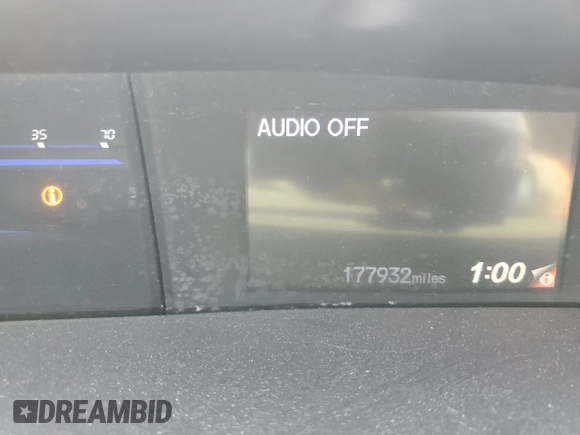 35 70
AUDIO OFF
177932miles 1:00
DREAMBID